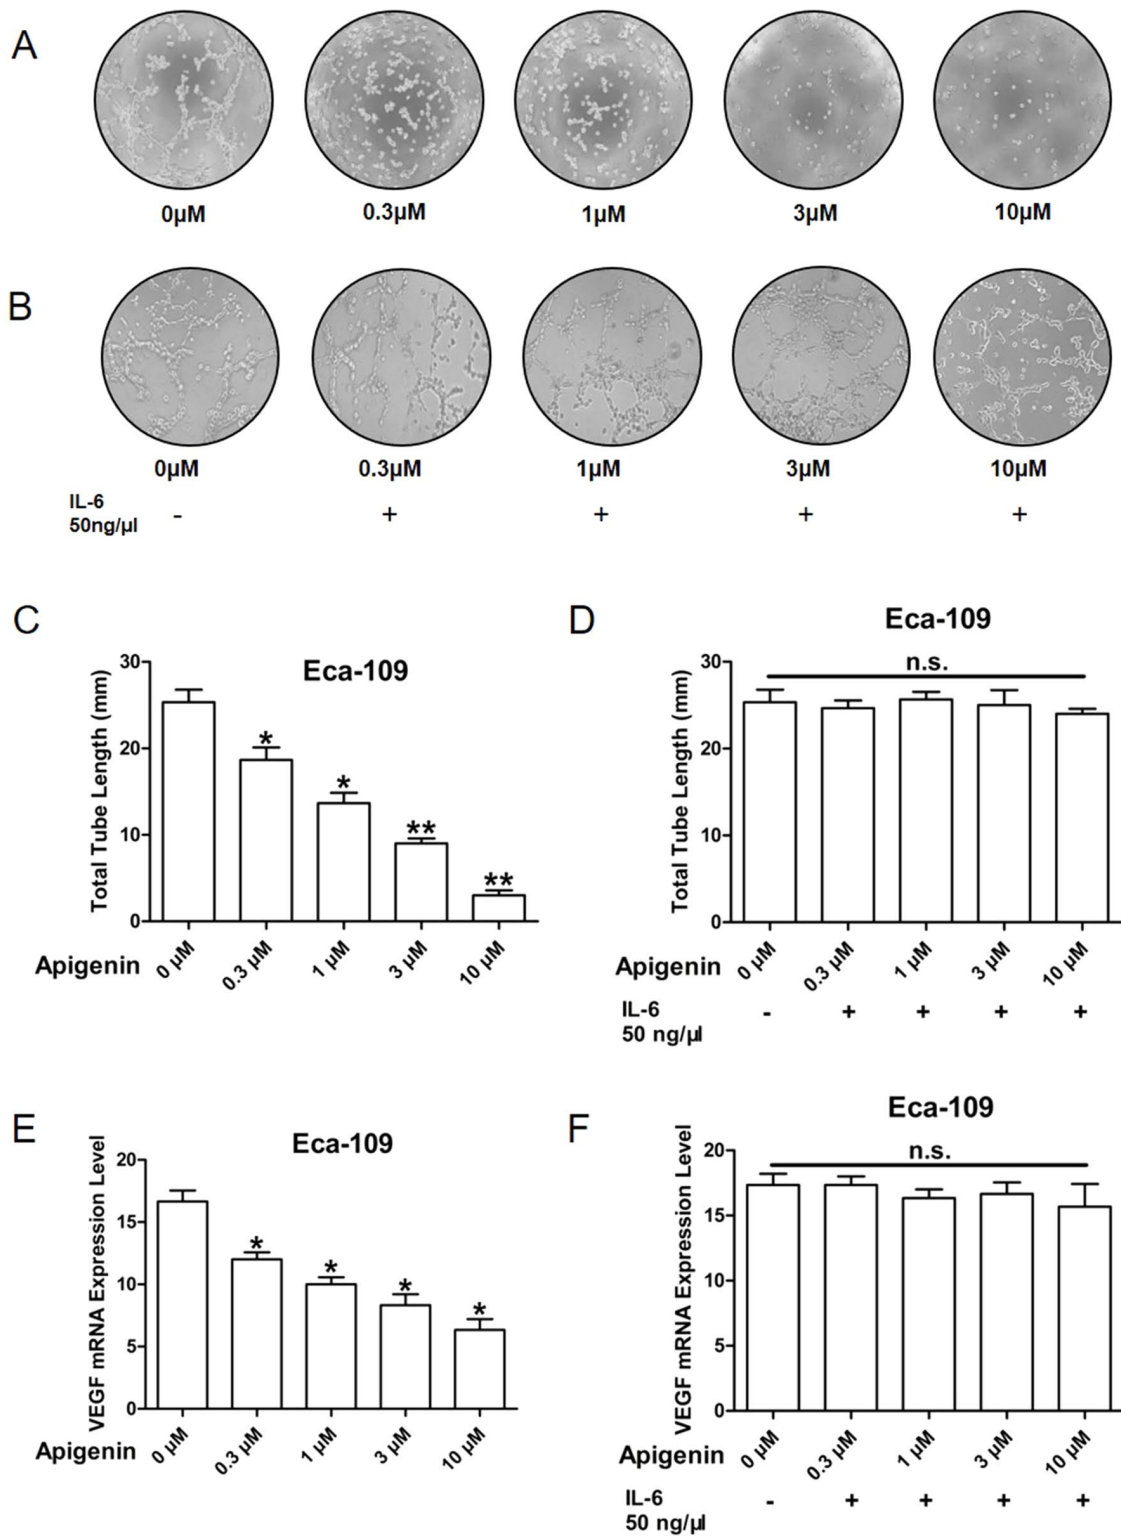 A
0µM 0.3µM 1µM 3µM 10µM
B
0µM 0.3µM 1µM 3µM 10µM
IL-6
50ng/µl - + + + +
C
Eca-109
Total Tube Length (mm)
30
20
10
0
* * ** **
Apigenin 0 µM 0.3 µM 1 µM 3 µM 10 µM
D
Eca-109
n.s.
Total Tube Length (mm)
30
20
10
0
Apigenin 0 µM 0.3 µM 1 µM 3 µM 10 µM
IL-6 - + + + +
50 ng/µl
E
Eca-109
VEGF mRNA Expression Level
20
15
10
5
0
* * * *
Apigenin 0 µM 0.3 µM 1 µM 3 µM 10 µM
F
Eca-109
n.s.
VEGF mRNA Expression Level
20
15
10
5
0
Apigenin 0 µM 0.3 µM 1 µM 3 µM 10 µM
IL-6 - + + + +
50 ng/µl